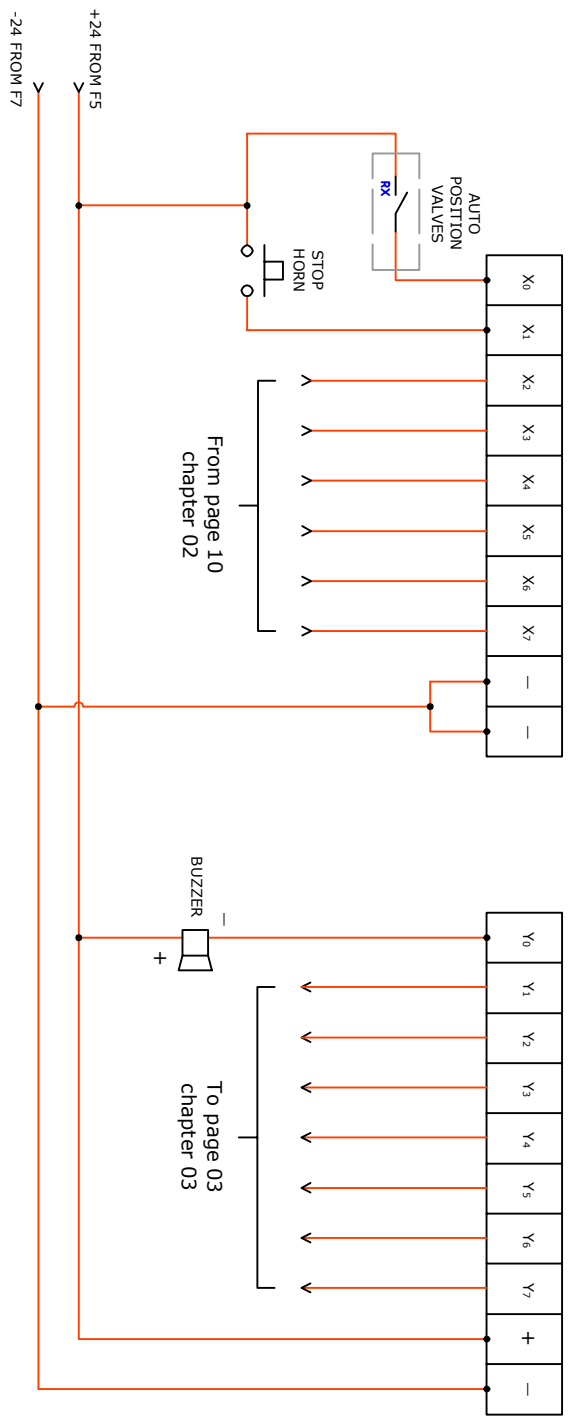 X₀
X₁
X₂
X₃
X₄
X₅
X₆
X₇
—
—
Y₀
Y₁
Y₂
Y₃
Y₄
Y₅
Y₆
Y₇
+
—
AUTO
POSITION
VALVES
RX
STOP
HORN
From page 10
chapter 02
—
BUZZER
+
To page 03
chapter 03
+24 FROM F5
-24 FROM F7